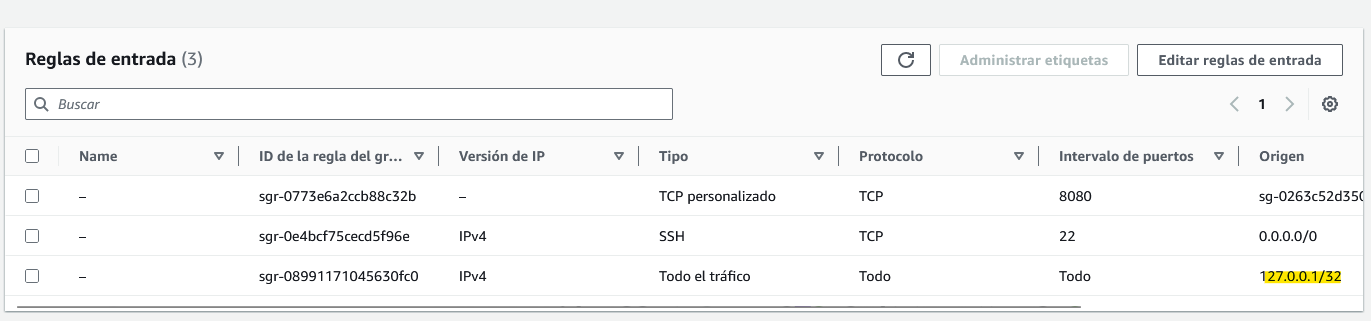 Reglas de entrada (3)
Administrar etiquetas
Editar reglas de entrada
Buscar
1
Name ID de la regla del gr... Versión de IP Tipo Protocolo Intervalo de puertos Origen
– sgr-0773e6a2ccb88c32b – TCP personalizado TCP 8080 sg-0263c52d350
– sgr-0e4bcf75cecd5f96e IPv4 SSH TCP 22 0.0.0.0/0
– sgr-08991171045630fc0 IPv4 Todo el tráfico Todo Todo 127.0.0.1/32